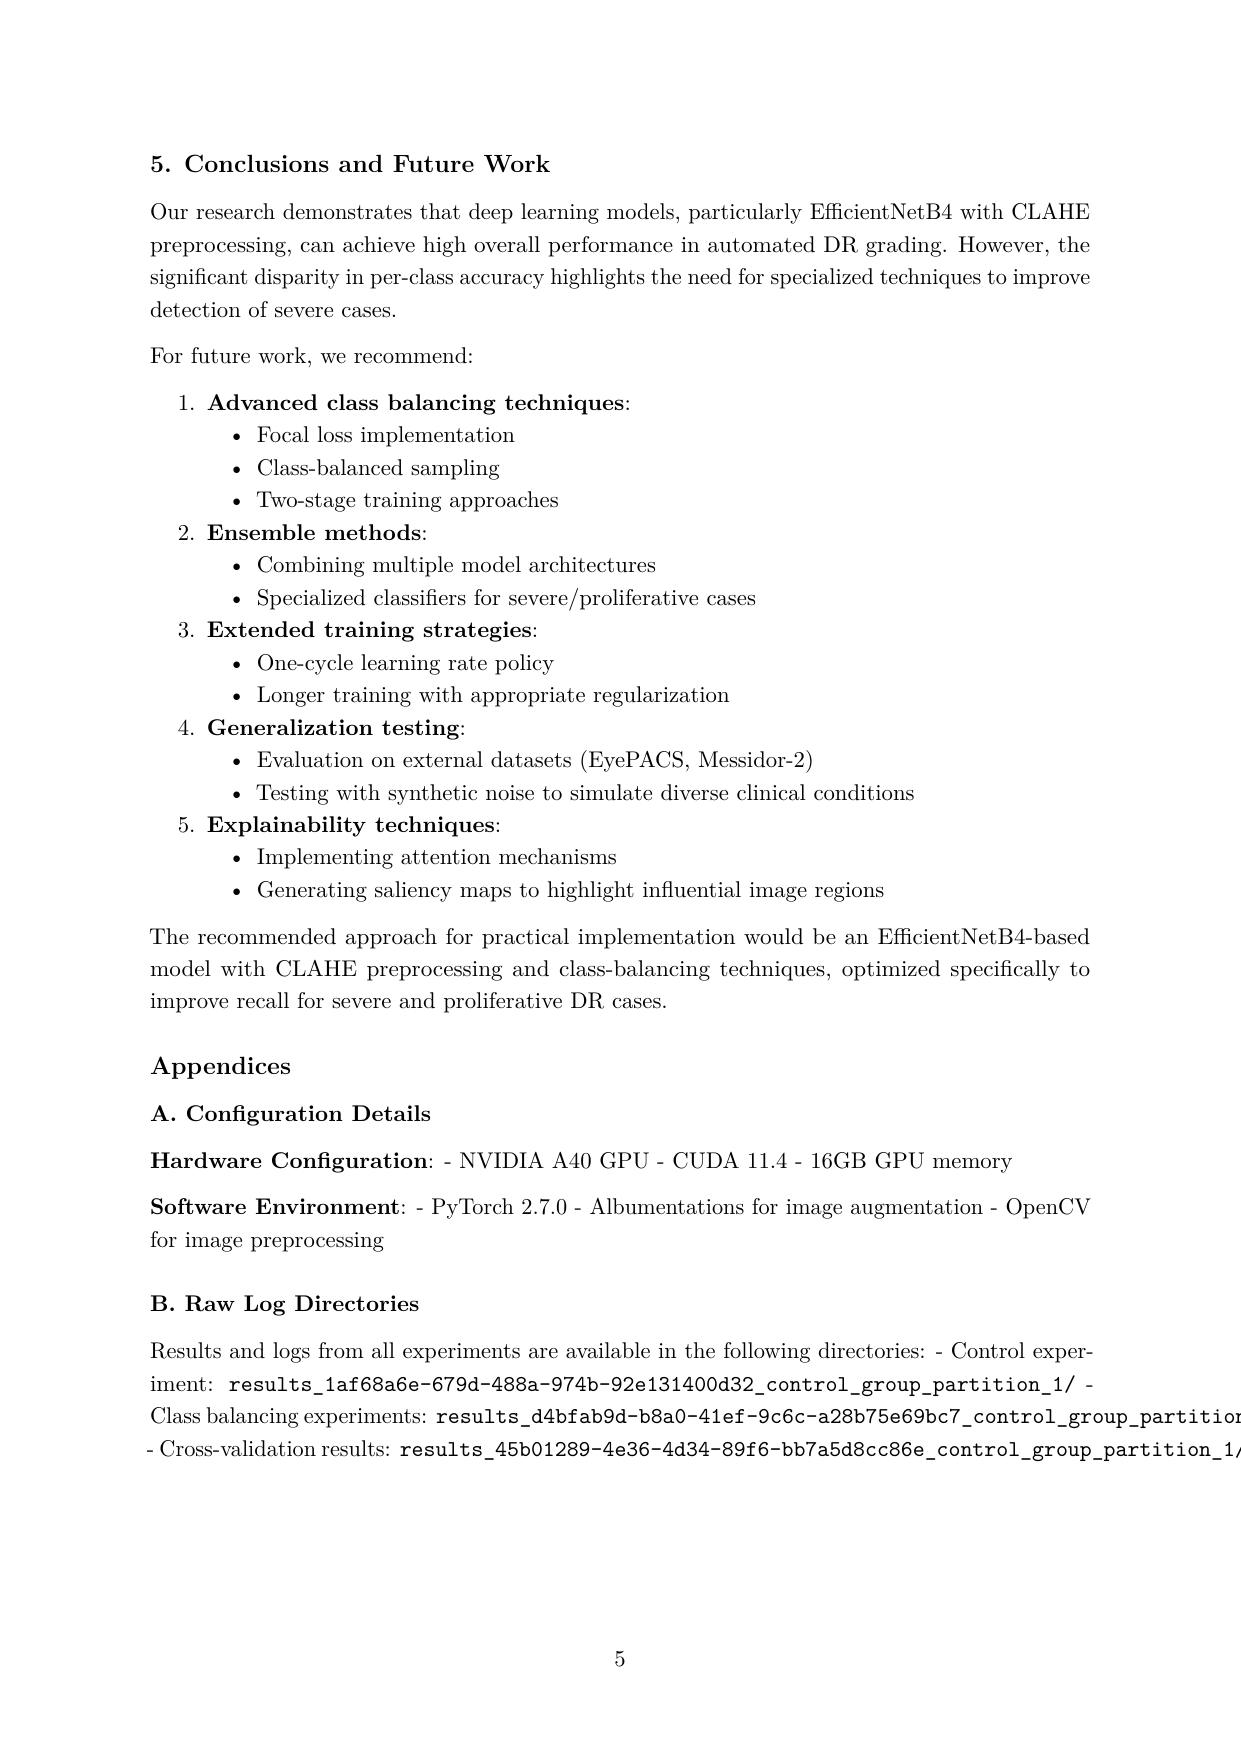 5. Conclusions and Future Work
Our research demonstrates that deep learning models, particularly EfficientNetB4 with CLAHE
preprocessing, can achieve high overall performance in automated DR grading. However, the
significant disparity in per-class accuracy highlights the need for specialized techniques to improve
detection of severe cases.
For future work, we recommend:
1. Advanced class balancing techniques:
• Focal loss implementation
• Class-balanced sampling
• Two-stage training approaches
2. Ensemble methods:
• Combining multiple model architectures
• Specialized classifiers for severe/proliferative cases
3. Extended training strategies:
• One-cycle learning rate policy
• Longer training with appropriate regularization
4. Generalization testing:
• Evaluation on external datasets (EyePACS, Messidor-2)
• Testing with synthetic noise to simulate diverse clinical conditions
5. Explainability techniques:
• Implementing attention mechanisms
• Generating saliency maps to highlight influential image regions
The recommended approach for practical implementation would be an EfficientNetB4-based
model with CLAHE preprocessing and class-balancing techniques, optimized specifically to
improve recall for severe and proliferative DR cases.
Appendices
A. Configuration Details
Hardware Configuration: - NVIDIA A40 GPU - CUDA 11.4 - 16GB GPU memory
Software Environment: - PyTorch 2.7.0 - Albumentations for image augmentation - OpenCV
for image preprocessing
B. Raw Log Directories
Results and logs from all experiments are available in the following directories: - Control exper-
iment: results_1af68a6e-679d-488a-974b-92e131400d32_control_group_partition_1/ -
Class balancing experiments: results_d4bfab9d-b8a0-41ef-9c6c-a28b75e69bc7_control_group_partition
- Cross-validation results: results_45b01289-4e36-4d34-89f6-bb7a5d8cc86e_control_group_partition_1/
5